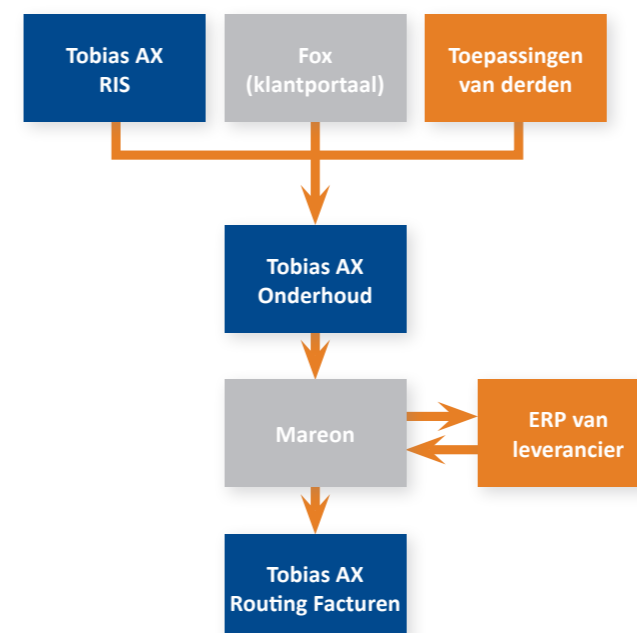 Tobias AX
RIS
Fox
(klantportaal)
Toepassingen
van derden
Tobias AX
Onderhoud
Mareon
ERP van
leverancier
Tobias AX
Routing Facturen